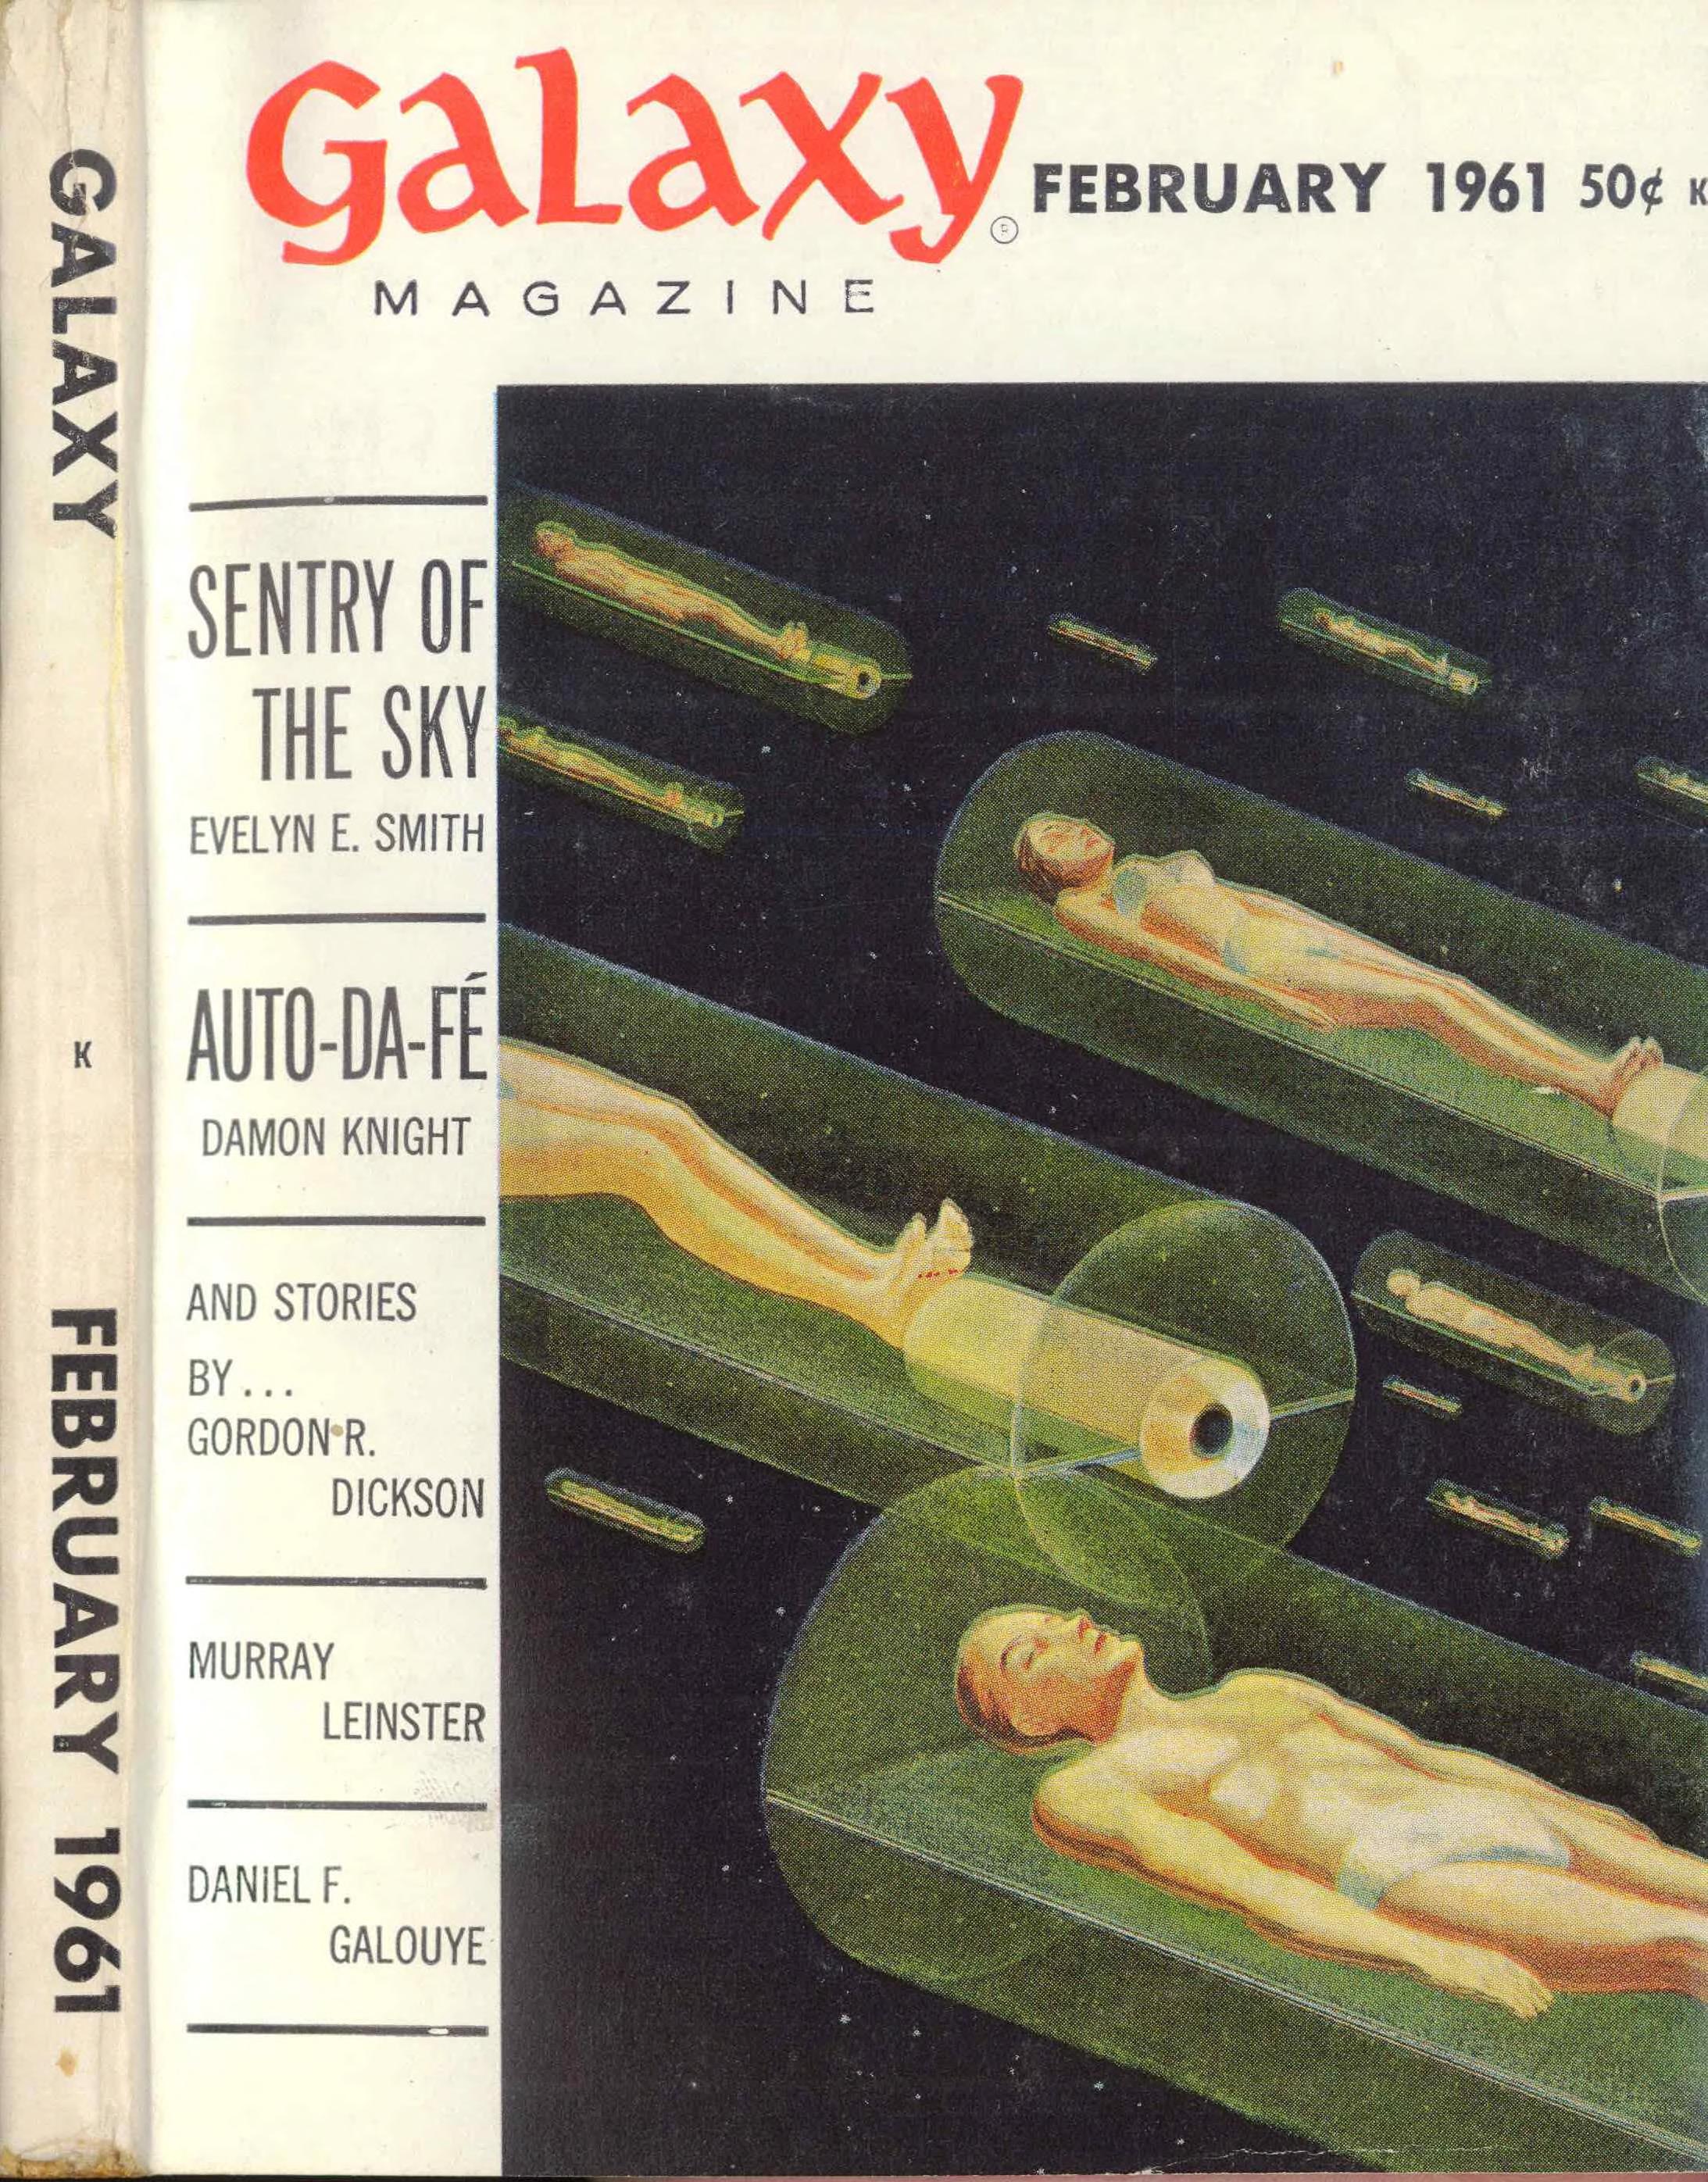 GALAXY
K
FEBRUARY 1961
Galaxy
®
FEBRUARY 1961 50¢ K
MAGAZINE
SENTRY OF
THE SKY
EVELYN E. SMITH
AUTO-DA-FÉ
DAMON KNIGHT
AND STORIES
BY...
GORDON R.
DICKSON
MURRAY
LEINSTER
DANIEL F.
GALOUYE